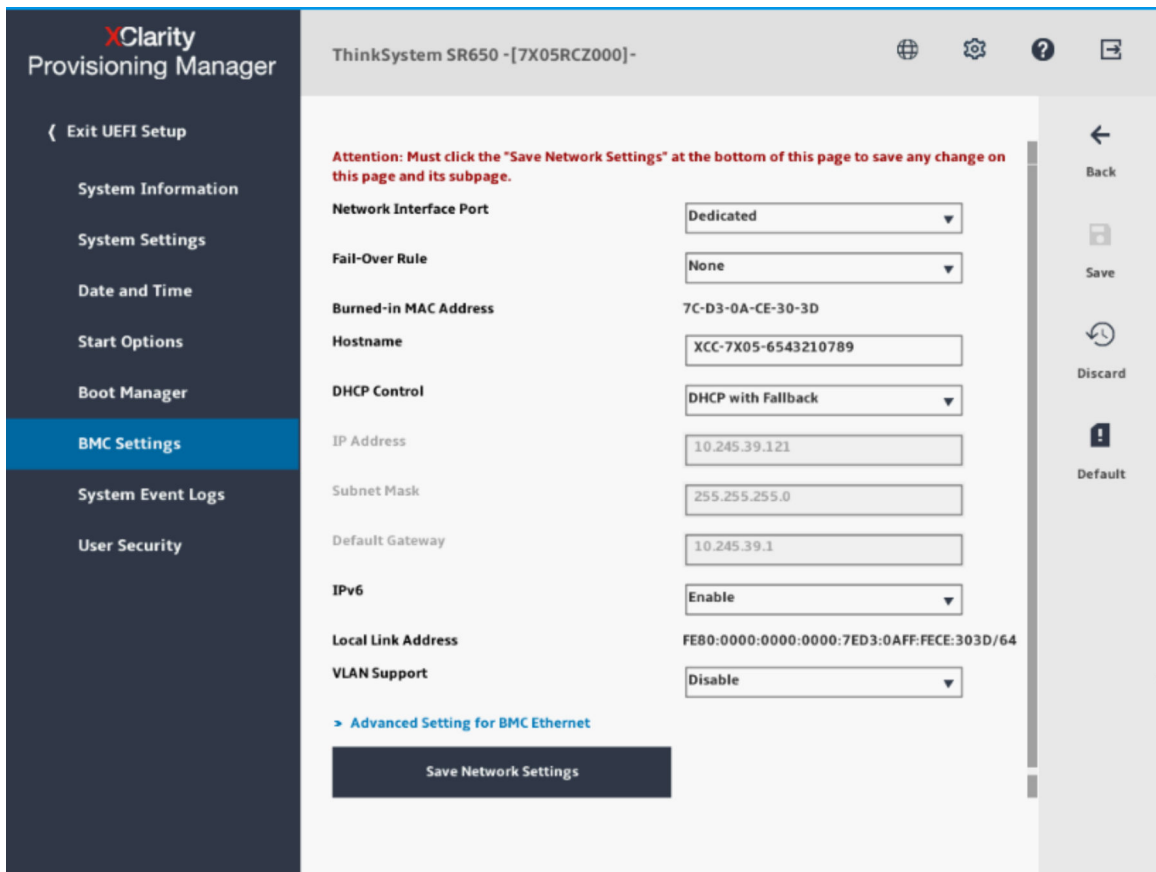 XClarity
Provisioning Manager
ThinkSystem SR650 -[7X05RCZ000]-
?
❬ Exit UEFI Setup
System Information
System Settings
Date and Time
Start Options
Boot Manager
BMC Settings
System Event Logs
User Security
Attention: Must click the "Save Network Settings" at the bottom of this page to save any change on
this page and its subpage.
Network Interface Port Dedicated
Fail-Over Rule None
Burned-in MAC Address 7C-D3-0A-CE-30-3D
Hostname XCC-7X05-6543210789
DHCP Control DHCP with Fallback
IP Address 10.245.39.121
Subnet Mask 255.255.255.0
Default Gateway 10.245.39.1
IPv6 Enable
Local Link Address FE80:0000:0000:0000:7ED3:0AFF:FECE:303D/64
VLAN Support Disable
> Advanced Setting for BMC Ethernet
Save Network Settings
Back
Save
Discard
Default